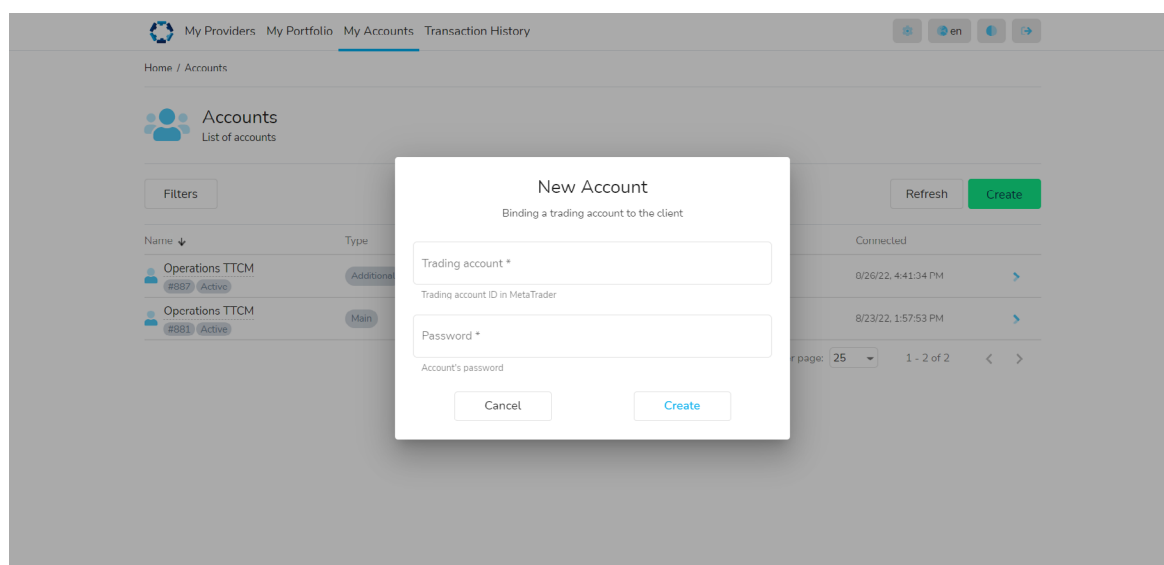 My Providers My Portfolio My Accounts Transaction History en
Home / Accounts
Accounts
List of accounts
Filters
Refresh
Create
Name
Type
Connected
Operations TTCM
#887 Active
Additional
8/26/22, 4:41:34 PM
Operations TTCM
#881 Active
Main
8/23/22, 1:57:53 PM
page: 25
1 - 2 of 2
New Account
Binding a trading account to the client
Trading account *
Trading account ID in MetaTrader
Password *
Account's password
Cancel
Create